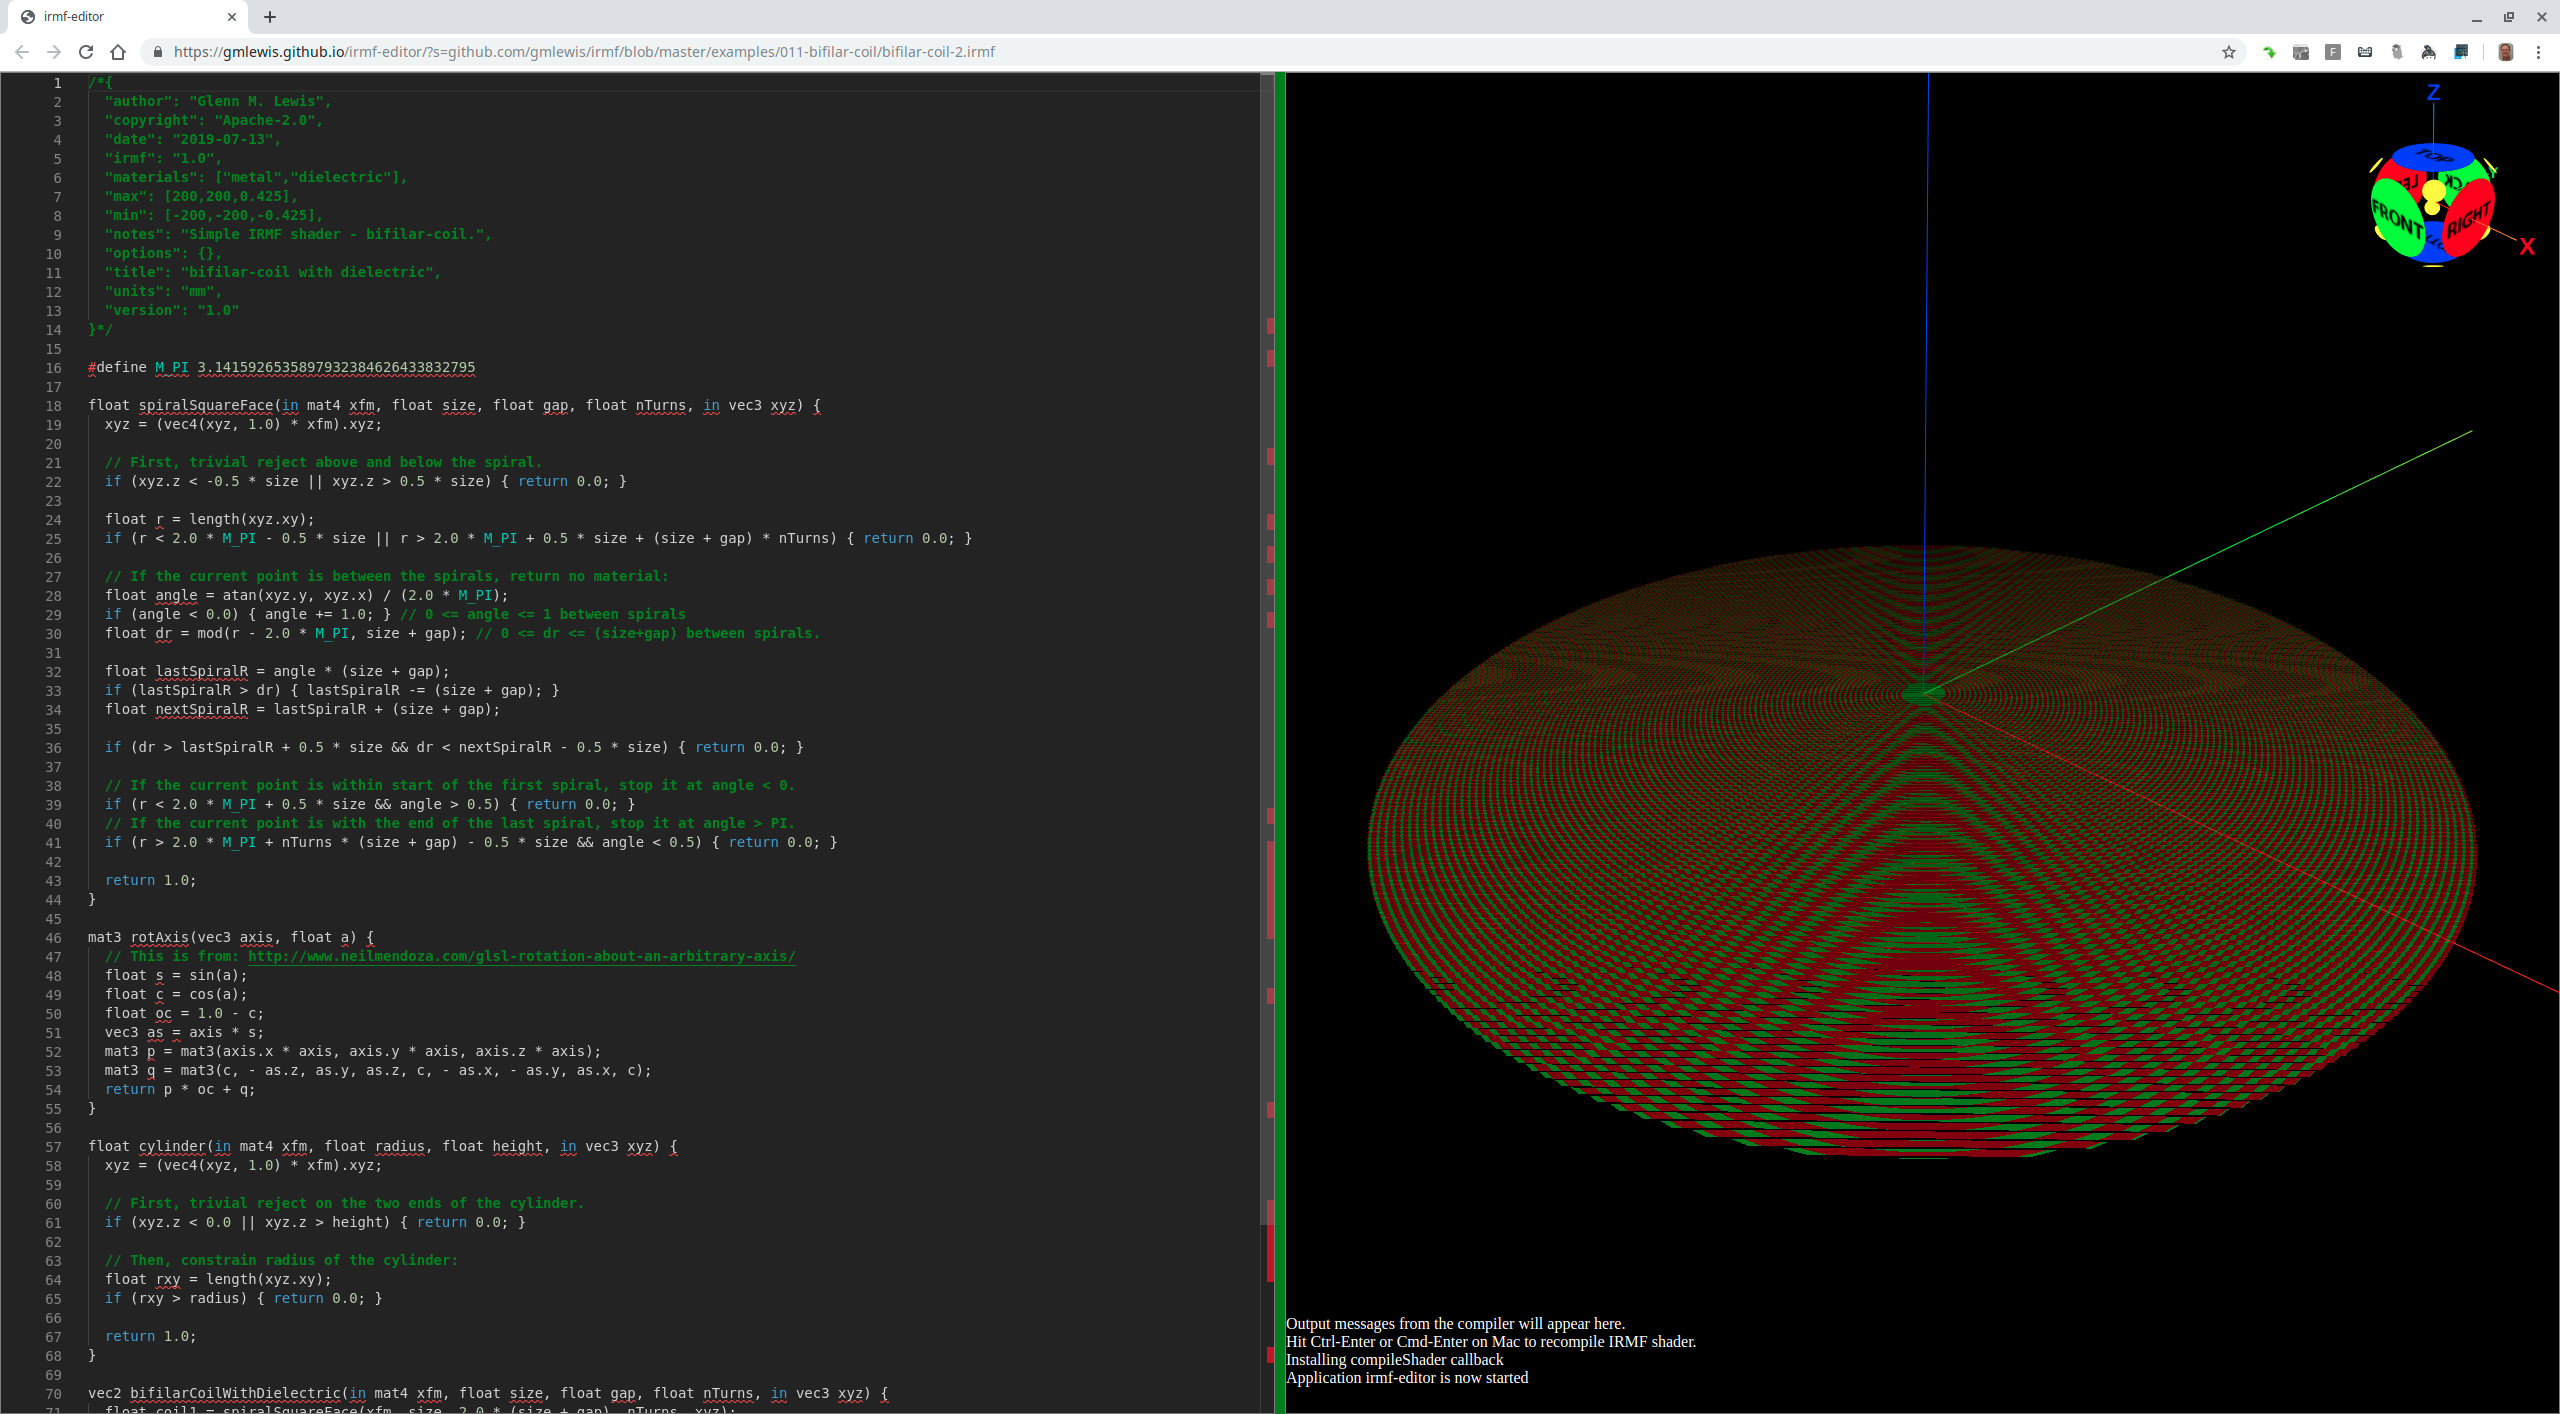 irmf-editor
https://gmlewis.github.io/irmf-editor/?s=github.com/gmlewis/irmf/blob/master/examples/011-bifilar-coil/bifilar-coil-2.irmf
1 /*{
2 "author": "Glenn M. Lewis",
3 "copyright": "Apache-2.0",
4 "date": "2019-07-13",
5 "irmf": "1.0",
6 "materials": ["metal","dielectric"],
7 "max": [200,200,0.425],
8 "min": [-200,-200,-0.425],
9 "notes": "Simple IRMF shader - bifilar-coil.",
10 "options": {},
11 "title": "bifilar-coil with dielectric",
12 "units": "mm",
13 "version": "1.0"
14 }*/
15
16 #define M_PI 3.1415926535897932384626433832795
17
18 float spiralSquareFace(in mat4 xfm, float size, float gap, float nTurns, in vec3 xyz) {
19 xyz = (vec4(xyz, 1.0) * xfm).xyz;
20
21 // First, trivial reject above and below the spiral.
22 if (xyz.z < -0.5 * size || xyz.z > 0.5 * size) { return 0.0; }
23
24 float r = length(xyz.xy);
25 if (r < 2.0 * M_PI - 0.5 * size || r > 2.0 * M_PI + 0.5 * size + (size + gap) * nTurns) { return 0.0; }
26
27 // If the current point is between the spirals, return no material:
28 float angle = atan(xyz.y, xyz.x) / (2.0 * M_PI);
29 if (angle < 0.0) { angle += 1.0; } // 0 <= angle <= 1 between spirals
30 float dr = mod(r - 2.0 * M_PI, size + gap); // 0 <= dr <= (size+gap) between spirals.
31
32 float lastSpiralR = angle * (size + gap);
33 if (lastSpiralR > dr) { lastSpiralR -= (size + gap); }
34 float nextSpiralR = lastSpiralR + (size + gap);
35
36 if (dr > lastSpiralR + 0.5 * size && dr < nextSpiralR - 0.5 * size) { return 0.0; }
37
38 // If the current point is within start of the first spiral, stop it at angle < 0.
39 if (r < 2.0 * M_PI + 0.5 * size && angle > 0.5) { return 0.0; }
40 // If the current point is with the end of the last spiral, stop it at angle > PI.
41 if (r > 2.0 * M_PI + nTurns * (size + gap) - 0.5 * size && angle < 0.5) { return 0.0; }
42
43 return 1.0;
44 }
45
46 mat3 rotAxis(vec3 axis, float a) {
47 // This is from: http://www.neilmendoza.com/glsl-rotation-about-an-arbitrary-axis/
48 float s = sin(a);
49 float c = cos(a);
50 float oc = 1.0 - c;
51 vec3 as = axis * s;
52 mat3 p = mat3(axis.x * axis, axis.y * axis, axis.z * axis);
53 mat3 q = mat3(c, - as.z, as.y, as.z, c, - as.x, - as.y, as.x, c);
54 return p * oc + q;
55 }
56
57 float cylinder(in mat4 xfm, float radius, float height, in vec3 xyz) {
58 xyz = (vec4(xyz, 1.0) * xfm).xyz;
59
60 // First, trivial reject on the two ends of the cylinder.
61 if (xyz.z < 0.0 || xyz.z > height) { return 0.0; }
62
63 // Then, constrain radius of the cylinder:
64 float rxy = length(xyz.xy);
65 if (rxy > radius) { return 0.0; }
66
67 return 1.0;
68 }
69
70 vec2 bifilarCoilWithDielectric(in mat4 xfm, float size, float gap, float nTurns, in vec3 xyz) {
71 float coil1 = spiralSquareFace(xfm, size, 2.0 * (size + gap), nTurns, xyz);
Z
TOP
FRONT
RIGHT
X
Output messages from the compiler will appear here.
Hit Ctrl-Enter or Cmd-Enter on Mac to recompile IRMF shader.
Installing compileShader callback
Application irmf-editor is now started